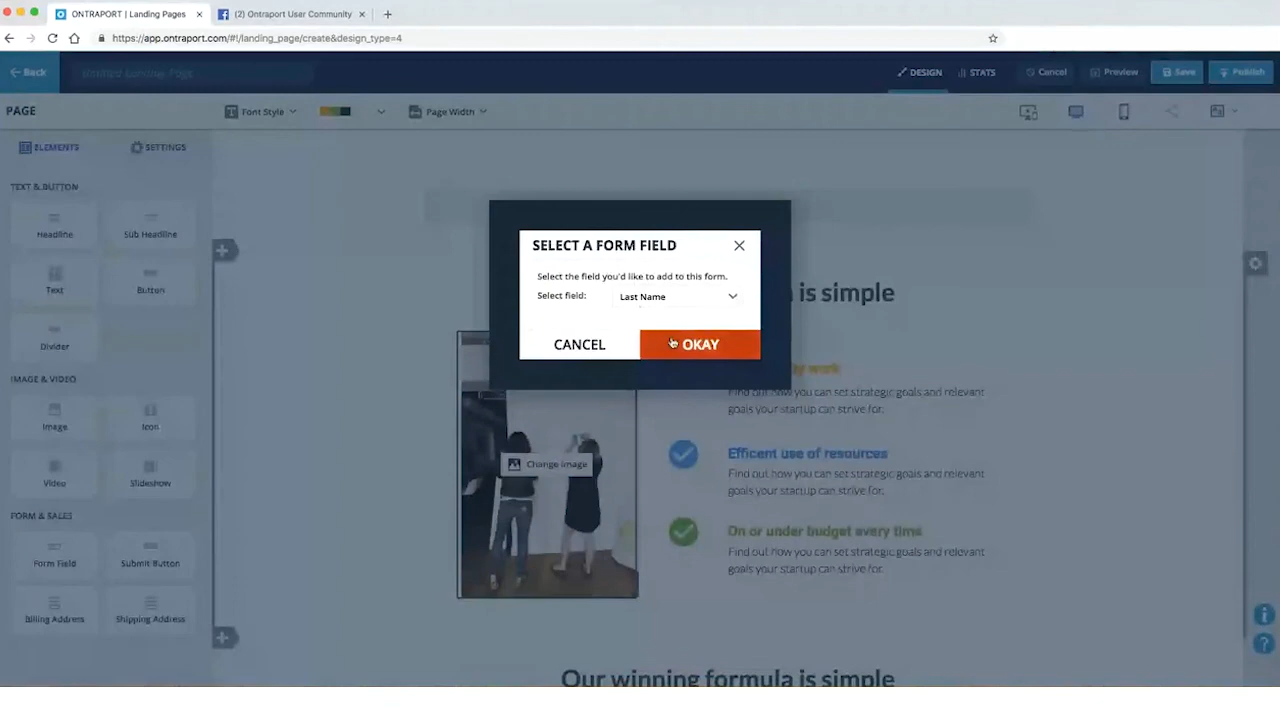 ONTRAPORT | Landing Pages
(2) Ontraport User Community
https://app.ontraport.com/#!/landing_page/create&design_type=4
Back
Untitled Landing Page
DESIGN
STATS
Cancel
Preview
Save
Publish
PAGE
Font Style
Page Width
ELEMENTS
SETTINGS
TEXT & BUTTON
Headline
Sub Headline
Text
Button
Divider
IMAGE & VIDEO
Image
Icon
Video
Slideshow
FORM & SALES
Form Field
Submit Button
Billing Address
Shipping Address
SELECT A FORM FIELD
Select the field you'd like to add to this form.
Select field:
Last Name
CANCEL
OKAY
is simple
work
Find out how you can set strategic goals and relevant
goals your startup can strive for.
Change image
Efficent use of resources
Find out how you can set strategic goals and relevant
goals your startup can strive for.
On or under budget every time
Find out how you can set strategic goals and relevant
goals your startup can strive for.
Our winning formula is simple